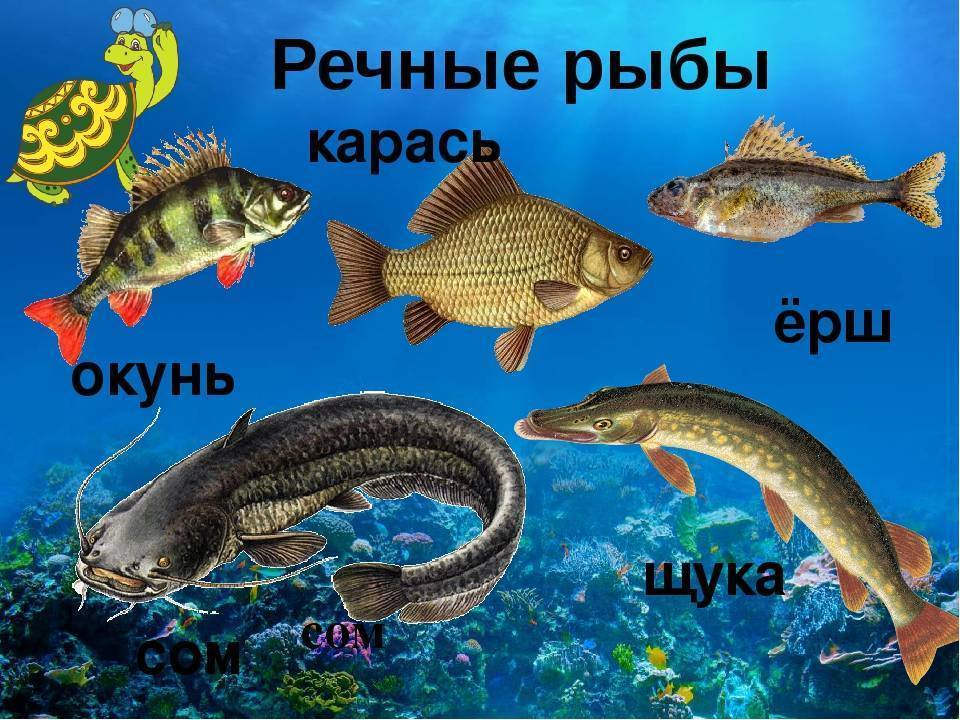 Речные рыбы
карась
ёрш
окунь
щука
сом
сом